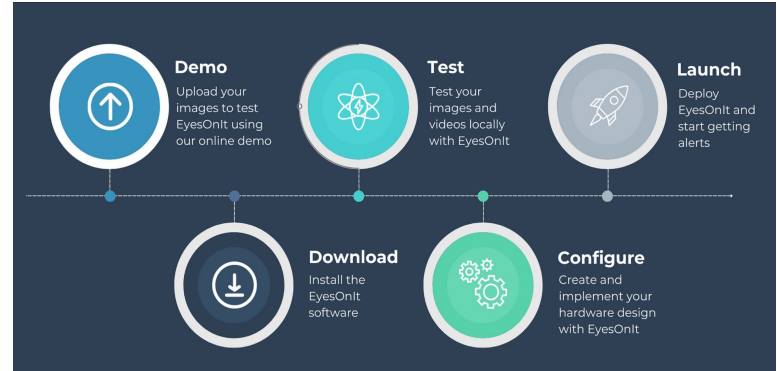 Demo
Upload your
images to test
EyesOnIt using
our online demo
Download
Install the
EyesOnIt
software
Test
Test your
images and
videos locally
with EyesOnIt
Configure
Create and
implement your
hardware design
with EyesOnIt
Launch
Deploy
EyesOnIt and
start getting
alerts